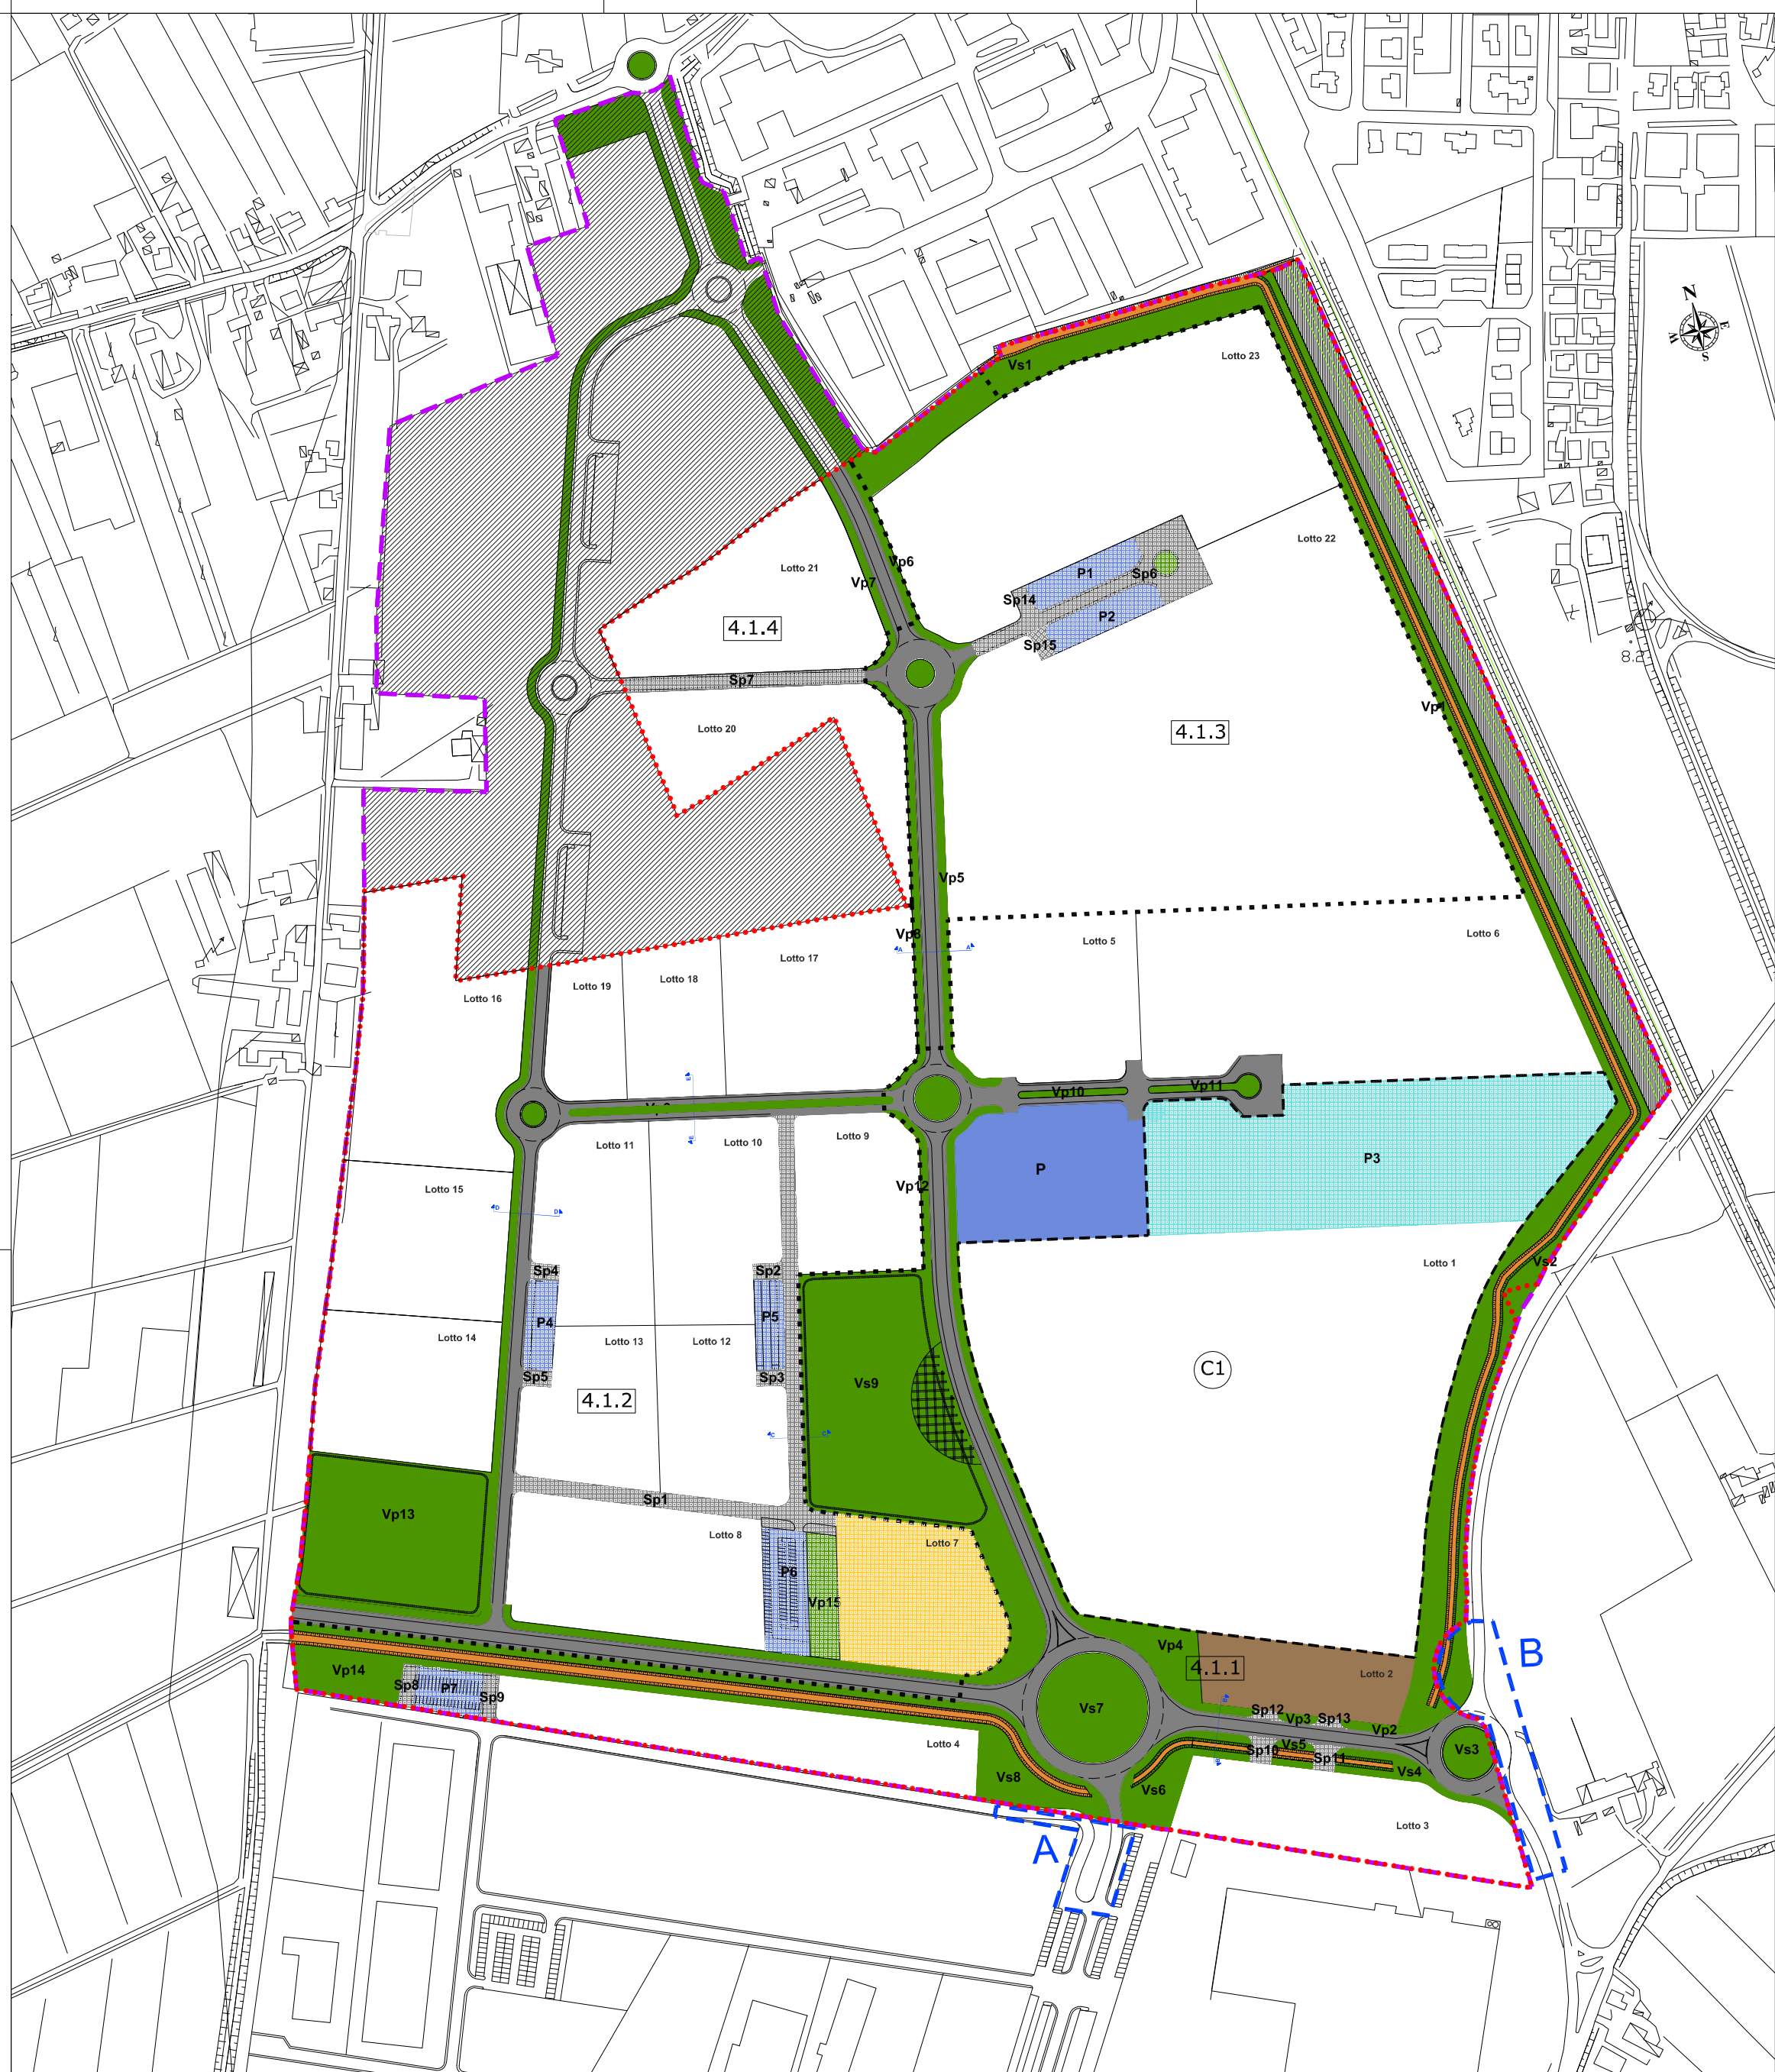 N
E
W
S
Lotto 23
Vs1
Lotto 22
Vp6
Lotto 21
Vp7
P1
Sp6
Sp14
P2
4.1.4
Sp15
8.2
Sp7
Vp1
Lotto 20
4.1.3
Vp5
Vp8
A
A
Lotto 5
Lotto 6
Lotto 17
Lotto 18
Lotto 19
Lotto 16
Vp10
Vp11
Lotto 11
Lotto 10
Lotto 9
P
P3
Vp12
Lotto 15
D
D
Sp4
Sp2
Lotto 1
Vs2
P4
P5
Lotto 14
Lotto 13
Lotto 12
C1
Sp5
Sp3
Vs9
4.1.2
C
C
Sp1
Vp13
Lotto 8
Lotto 7
P6
Vp15
Vp4
B
4.1.1
Lotto 2
Vp14
Sp8
P7
Sp9
Vs7
Sp12
Vp3
Sp13
Vp2
Lotto 4
Sp10
Vs5
Sp11
Vs3
Vs4
Vs8
Vs6
Lotto 3
A